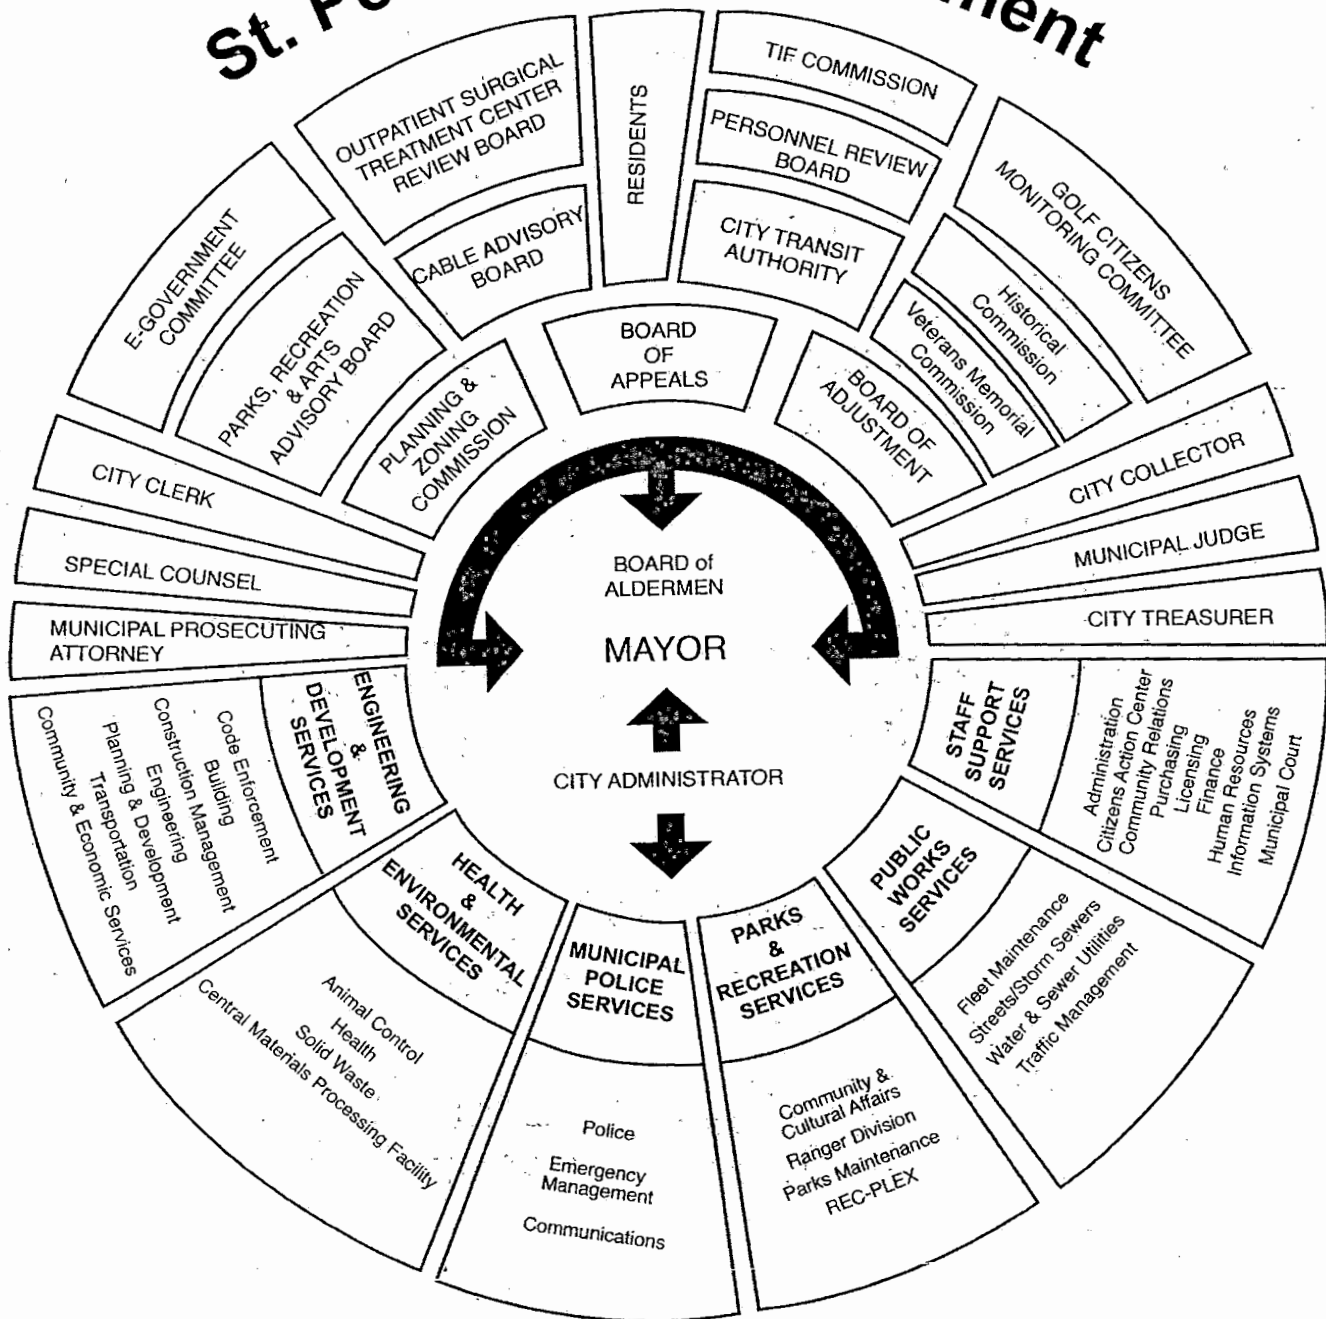 St.
OUTPATIENT SURGICAL
TREATMENT CENTER
REVIEW BOARD
CABLE ADVISORY
BOARD
RESIDENTS
TIF COMMISSION
PERSONNEL REVIEW
BOARD
CITY TRANSIT
AUTHORITY
GOLF CITIZENS
MONITORING COMMITTEE
Historical
Commission
Veterans Memorial
Commission
E-GOVERNMENT
COMMITTEE
PARKS, RECREATION
& ARTS
ADVISORY BOARD
PLANNING &
ZONING
COMMISSION
BOARD
OF
APPEALS
BOARD OF
ADJUSTMENT
CITY CLERK
SPECIAL COUNSEL
MUNICIPAL PROSECUTING
ATTORNEY
CITY COLLECTOR
MUNICIPAL JUDGE
CITY TREASURER
BOARD of
ALDERMEN
MAYOR
CITY ADMINISTRATOR
ENGINEERING
&
DEVELOPMENT
SERVICES
Code Enforcement
Building
Construction Management
Engineering
Planning & Development
Transportation
Community & Economic Services
HEALTH
&
ENVIRONMENTAL
SERVICES
Animal Control
Health
Solid Waste
Central Materials Processing Facility
MUNICIPAL
POLICE
SERVICES
Police
Emergency
Management
Communications
PARKS
&
RECREATION
SERVICES
Community &
Cultural Affairs
Ranger Division
Parks Maintenance
REC-PLEX
PUBLIC
WORKS
SERVICES
Fleet Maintenance
Streets/Storm Sewers
Water & Sewer Utilities
Traffic Management
STAFF
SUPPORT
SERVICES
Administration
Citizens Action Center
Community Relations
Purchasing
Licensing
Finance
Human Resources
Information Systems
Municipal Court